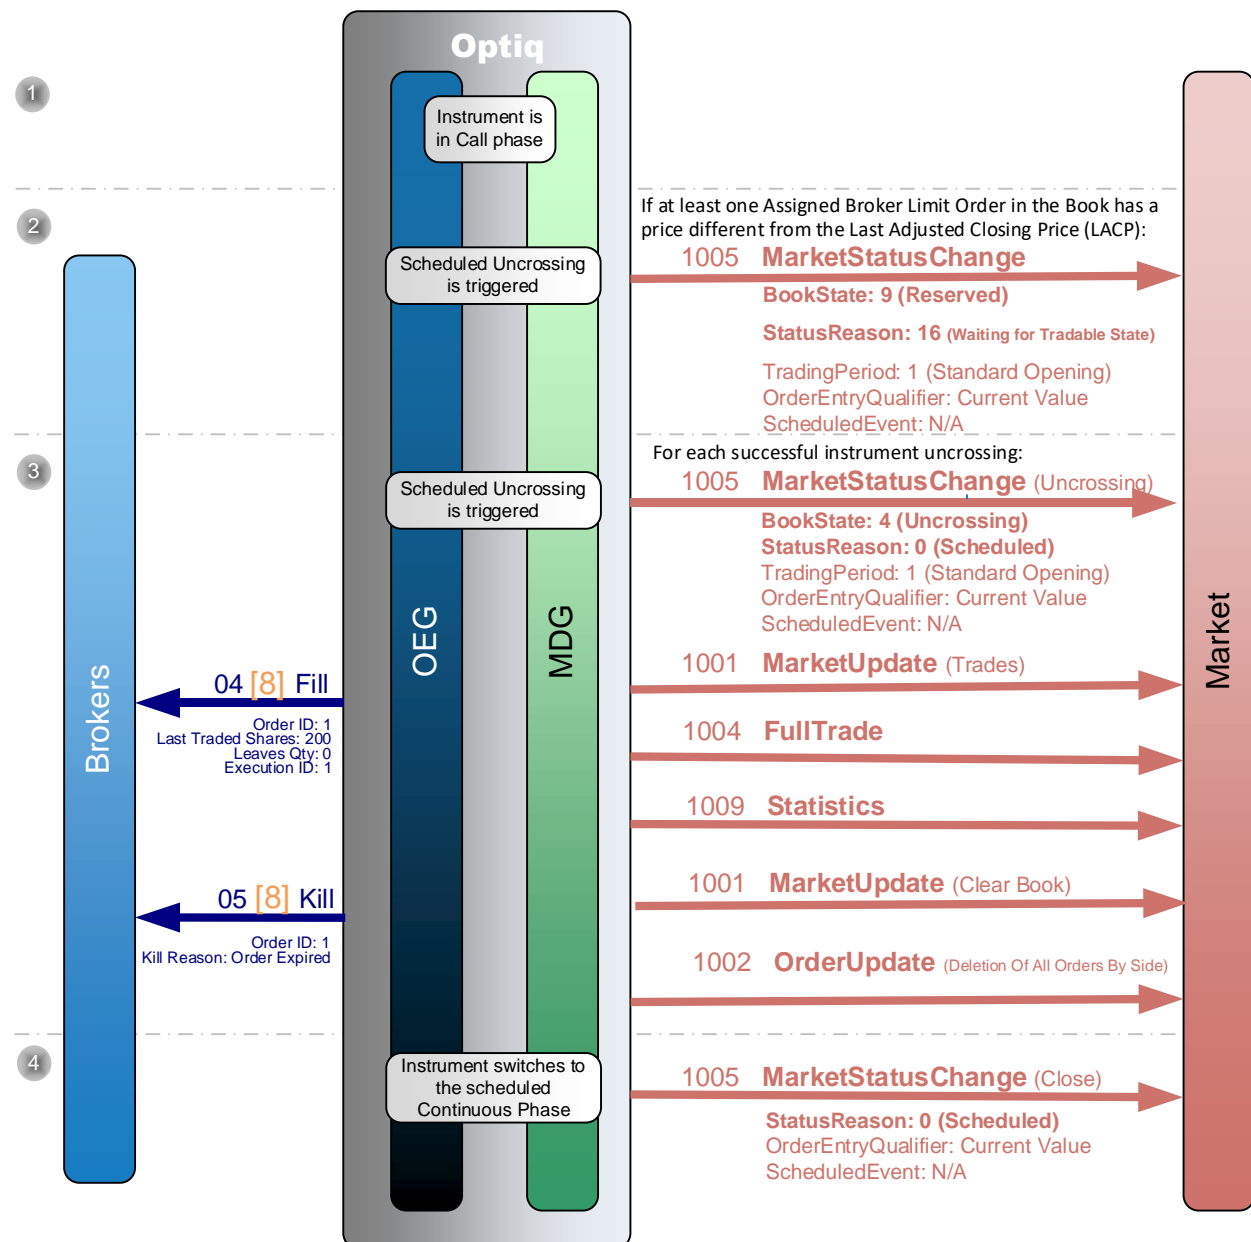 Optiq
1
Instrument is
in Call phase
2
If at least one Assigned Broker Limit Order in the Book has a
price different from the Last Adjusted Closing Price (LACP):
Scheduled Uncrossing
is triggered
1005 MarketStatusChange
BookState: 9 (Reserved)
StatusReason: 16 (Waiting for Tradable State)
TradingPeriod: 1 (Standard Opening)
OrderEntryQualifier: Current Value
ScheduledEvent: N/A
3
For each successful instrument uncrossing:
Scheduled Uncrossing
is triggered
1005 MarketStatusChange (Uncrossing)
BookState: 4 (Uncrossing)
StatusReason: 0 (Scheduled)
TradingPeriod: 1 (Standard Opening)
OrderEntryQualifier: Current Value
ScheduledEvent: N/A
Brokers
OEG
MDG
Market
1001 MarketUpdate (Trades)
04 [8] Fill
Order ID: 1
Last Traded Shares: 200
Leaves Qty: 0
Execution ID: 1
1004 FullTrade
1009 Statistics
1001 MarketUpdate (Clear Book)
05 [8] Kill
Order ID: 1
Kill Reason: Order Expired
1002 OrderUpdate (Deletion Of All Orders By Side)
4
Instrument switches to
the scheduled
Continuous Phase
1005 MarketStatusChange (Close)
StatusReason: 0 (Scheduled)
OrderEntryQualifier: Current Value
ScheduledEvent: N/A